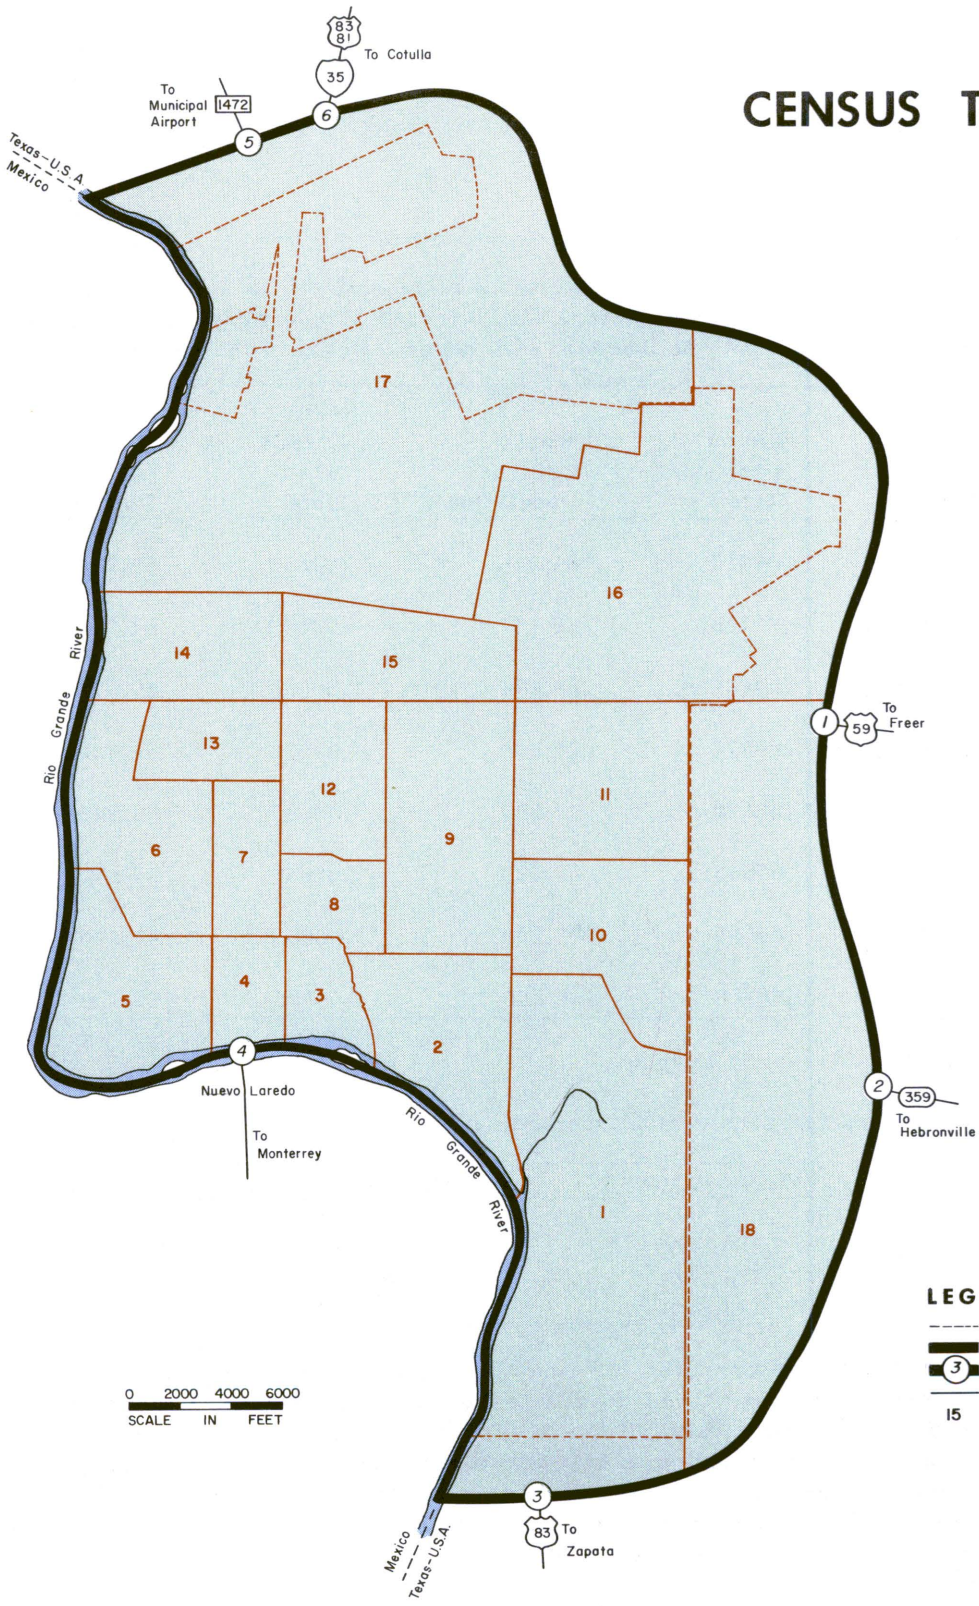 83
81
To Cotulla
35
To
Municipal
Airport
1472
6
5
CENSUS T
Texas-U.S.A.
Mexico
17
16
14
15
Rio Grande River
13
12
11
1
59
To
Freer
9
6
7
8
10
5
4
3
2
4
Nuevo Laredo
To
Monterrey
Rio Grande River
2
359
To
Hebronville
1
18
LEG
3
15
0 2000 4000 6000
SCALE IN FEET
3
83
To
Zapata
Mexico
Texas-U.S.A.